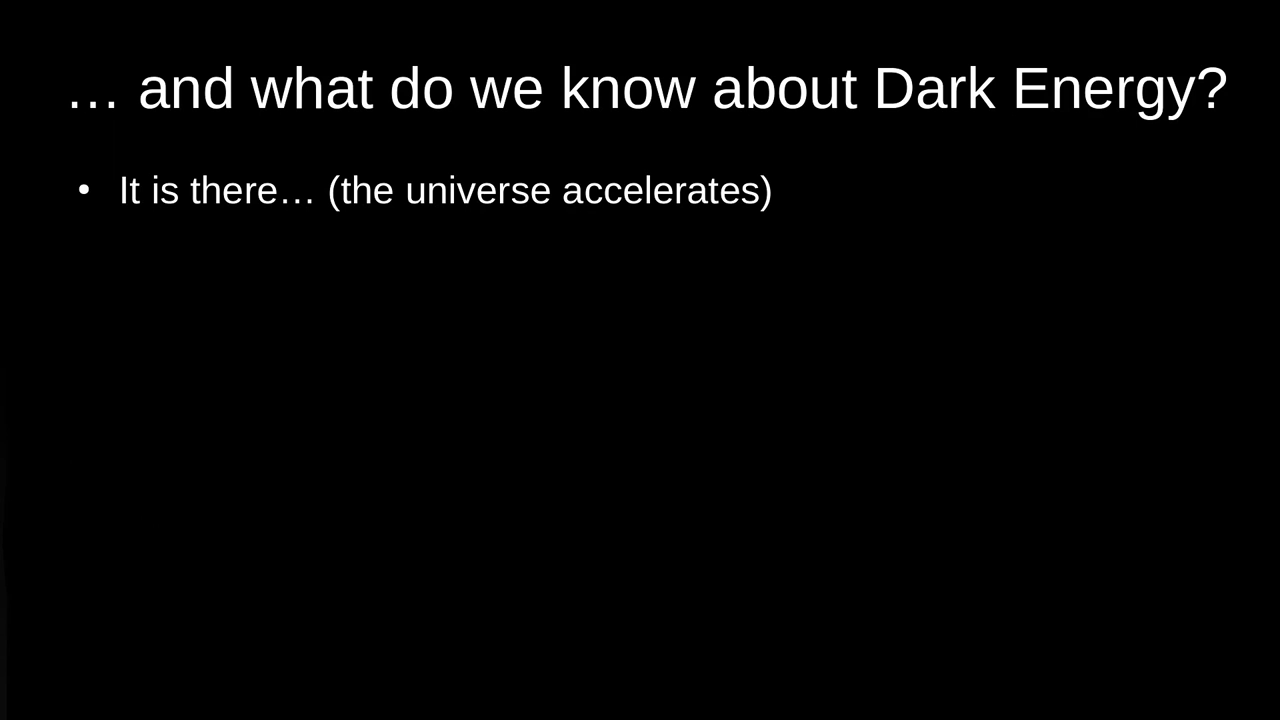 … and what do we know about Dark Energy?
• It is there… (the universe accelerates)